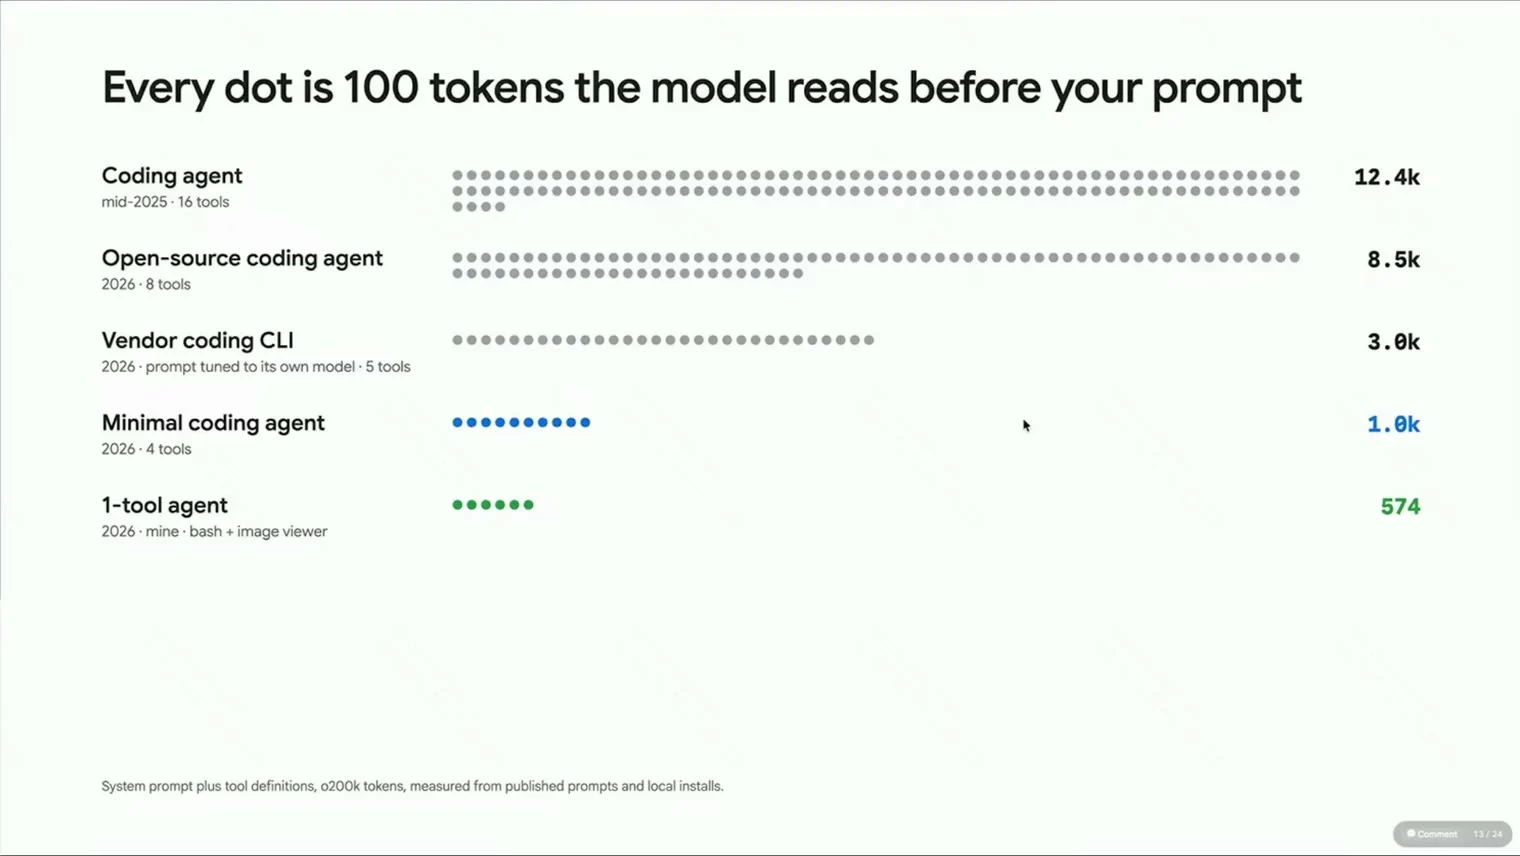 Every dot is 100 tokens the model reads before your prompt
Coding agent
12.4k
mid-2025 · 16 tools
Open-source coding agent
8.5k
2026 · 8 tools
Vendor coding CLI
3.0k
2026 · prompt tuned to its own model · 5 tools
Minimal coding agent
1.0k
2026 · 4 tools
1-tool agent
574
2026 · mine · bash + image viewer
System prompt plus tool definitions, o200k tokens, measured from published prompts and local installs.
Comment 13 / 24